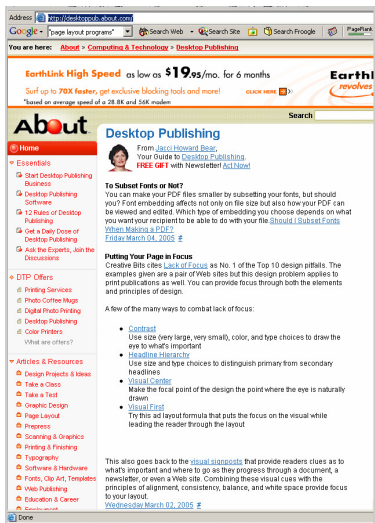 Address http://desktoppub.about.com/
Google "page layout programs" Search Web Search Site Search Froogle PageRank
You are here: About > Computing & Technology > Desktop Publishing
EarthLink High Speed as low as $19.95/mo. for 6 months
Surf up to 70X faster, get exclusive blocking tools and more! CLICK HERE
*based on average speed of a 28.8K and 56K modem
Earthl
revolves
About
Search
Home
Essentials
Start Desktop Publishing
Business
Desktop Publishing
Software
12 Rules of Desktop
Publishing
Get a Daily Dose of
Desktop Publishing
Ask the Experts, Join the
Discussions
DTP Offers
Printing Services
Photo Coffee Mugs
Digital Photo Printing
Desktop Publishing
Color Printers
What are offers?
Articles & Resources
Design Projects & Ideas
Take a Class
Take a Test
Graphic Design
Page Layout
Prepress
Scanning & Graphics
Printing & Finishing
Typography
Software & Hardware
Fonts, Clip Art, Templates
Web Publishing
Education & Career
Employment
Desktop Publishing
From Jacci Howard Bear,
Your Guide to Desktop Publishing.
FREE GIFT with Newsletter! Act Now!
To Subset Fonts or Not?
You can make your PDF files smaller by subsetting your fonts, but should
you? Font embedding affects not only on file size but also how your PDF can
be viewed and edited. Which type of embedding you choose depends on what
you want your recipient to be able to do with your file.Should I Subset Fonts
When Making a PDF?
Friday March 04, 2005 #
Putting Your Page in Focus
Creative Bits cites Lack of Focus as No. 1 of the Top 10 design pitfalls. The
examples given are a pair of Web sites but this design problem applies to
print publications as well. You can provide focus through both the elements
and principles of design.
A few of the many ways to combat lack of focus:
Contrast
Use size (very large, very small), color, and type choices to draw the
eye to what's important
Headline Hierarchy
Use size and type choices to distinguish primary from secondary
headlines
Visual Center
Make the focal point of the design the point where the eye is naturally
drawn
Visual First
Try this ad layout formula that puts the focus on the visual while
leading the reader through the layout
This also goes back to the visual signposts that provide readers clues as to
what's important and where to go as they progress through a document, a
newsletter, or even a Web site. Combining these visual cues with the
principles of alignment, consistency, balance, and white space provide focus
to your layout.
Wednesday March 02, 2005 #
Done